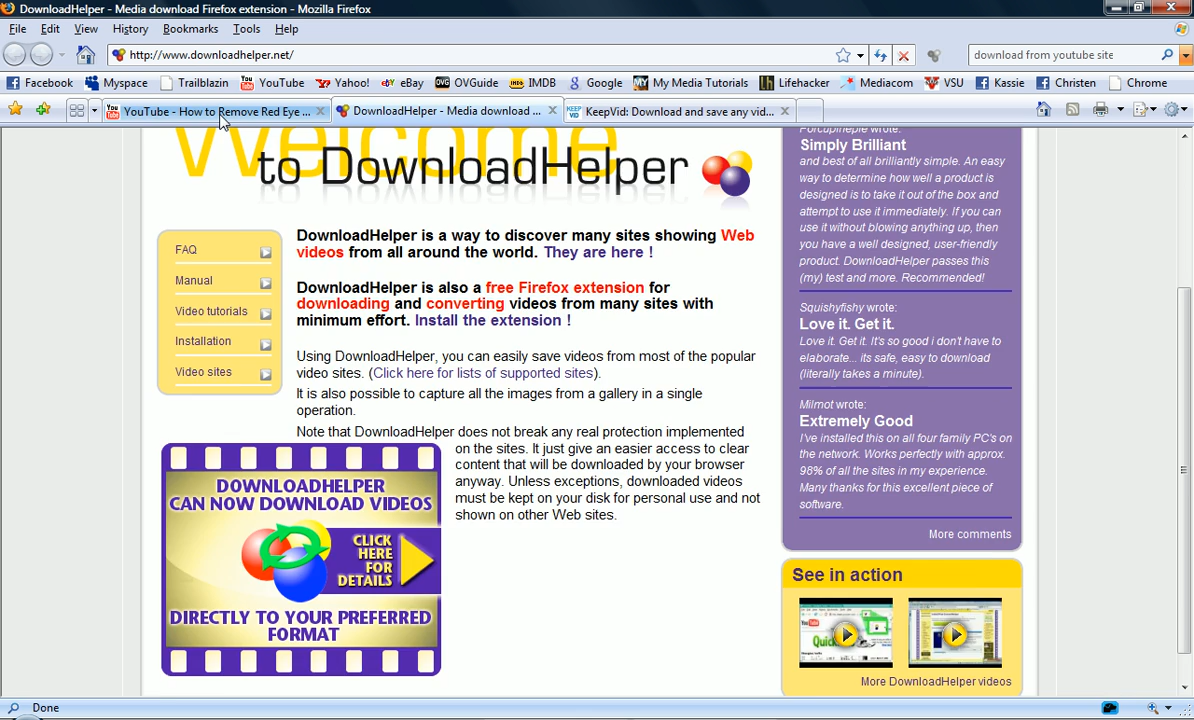 DownloadHelper - Media download Firefox extension - Mozilla Firefox
File Edit View History Bookmarks Tools Help
http://www.downloadhelper.net/
download from youtube site
Facebook Myspace Trailblazin YouTube Yahoo! eBay OVGuide IMDB Google My Media Tutorials Lifehacker Mediacom VSU Kassie Christen Chrome
YouTube - How to Remove Red Eye ... DownloadHelper - Media download ... KeepVid: Download and save any vid...
Welcome
to DownloadHelper
FAQ
Manual
Video tutorials
Installation
Video sites
DownloadHelper is a way to discover many sites showing Web
videos from all around the world. They are here !
DownloadHelper is also a free Firefox extension for
downloading and converting videos from many sites with
minimum effort. Install the extension !
Using DownloadHelper, you can easily save videos from most of the popular
video sites. (Click here for lists of supported sites).
It is also possible to capture all the images from a gallery in a single
operation.
Note that DownloadHelper does not break any real protection implemented
on the sites. It just give an easier access to clear
content that will be downloaded by your browser
anyway. Unless exceptions, downloaded videos
must be kept on your disk for personal use and not
shown on other Web sites.
DOWNLOADHELPER
CAN NOW DOWNLOAD VIDEOS
CLICK
HERE
FOR
DETAILS
DIRECTLY TO YOUR PREFERRED
FORMAT
Porcupinepie wrote:
Simply Brilliant
and best of all brilliantly simple. An easy
way to determine how well a product is
designed is to take it out of the box and
attempt to use it immediately. If you can
use it without blowing anything up, then
you have a well designed, user-friendly
product. DownloadHelper passes this
(my) test and more. Recommended!
Squishyfishy wrote:
Love it. Get it.
Love it. Get it. It's so good i don't have to
elaborate... its safe, easy to download
(literally takes a minute).
Milmot wrote:
Extremely Good
I've installed this on all four family PC's on
the network. Works perfectly with approx.
98% of all the sites in my experience.
Many thanks for this excellent piece of
software.
More comments
See in action
More DownloadHelper videos
Done